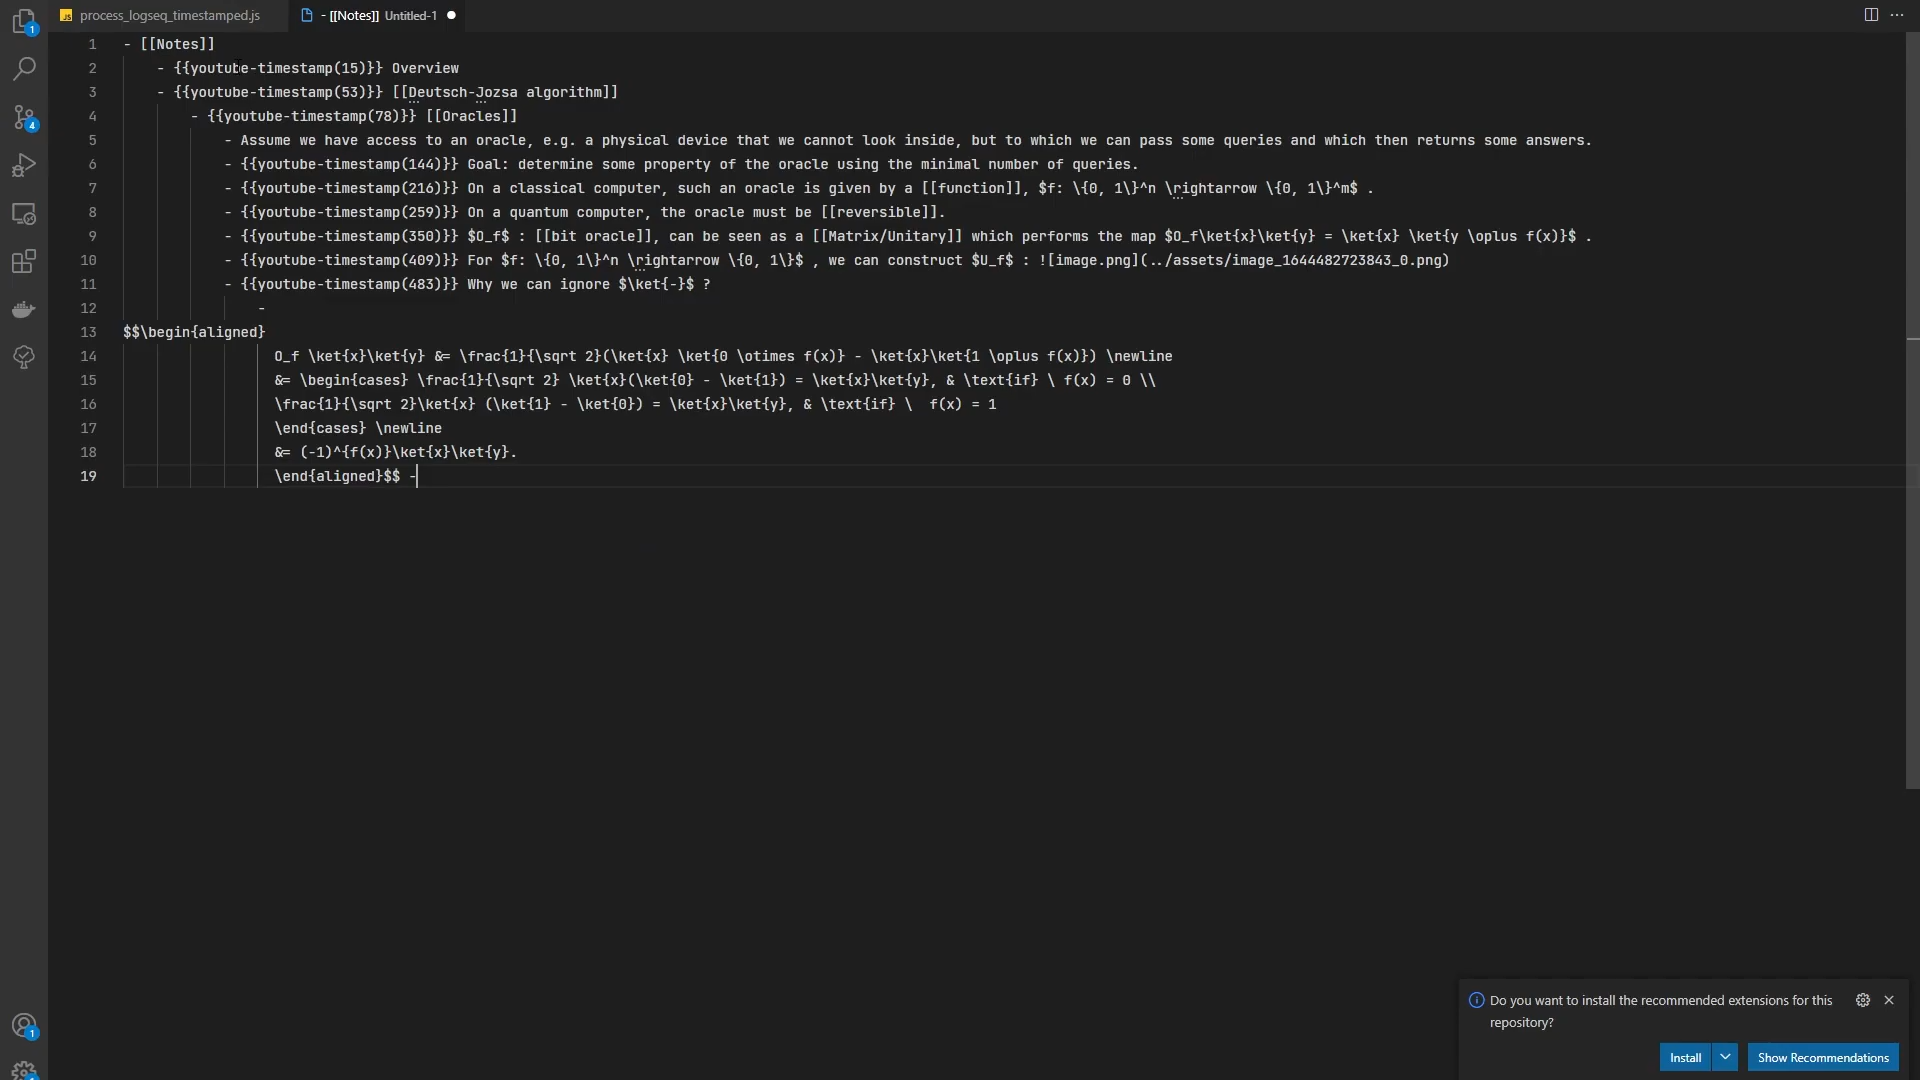 process_logseq_timestamped.js
- [[Notes]] Untitled-1
1 - [[Notes]]
2 - {{youtube-timestamp(15)}} Overview
3 - {{youtube-timestamp(53)}} [[Deutsch-Jozsa algorithm]]
4 - {{youtube-timestamp(78)}} [[Oracles]]
5 - Assume we have access to an oracle, e.g. a physical device that we cannot look inside, but to which we can pass some queries and which then returns some answers.
6 - {{youtube-timestamp(144)}} Goal: determine some property of the oracle using the minimal number of queries.
7 - {{youtube-timestamp(216)}} On a classical computer, such an oracle is given by a [[function]], $f: \{0, 1\}^n \rightarrow \{0, 1\}^m$ .
8 - {{youtube-timestamp(259)}} On a quantum computer, the oracle must be [[reversible]].
9 - {{youtube-timestamp(350)}} $O_f$ : [[bit oracle]], can be seen as a [[Matrix/Unitary]] which performs the map $O_f\ket{x}\ket{y} = \ket{x} \ket{y \oplus f(x)}$ .
10 - {{youtube-timestamp(409)}} For $f: \{0, 1\}^n \rightarrow \{0, 1\}$ , we can construct $U_f$ : ![image.png](../assets/image_1644482723843_0.png)
11 - {{youtube-timestamp(483)}} Why we can ignore $\ket{-}$ ?
12 -
13 $$\begin{aligned}
14 O_f \ket{x}\ket{y} &= \frac{1}{\sqrt 2}(\ket{x} \ket{0 \otimes f(x)} - \ket{x}\ket{1 \oplus f(x)}) \newline
15 &= \begin{cases} \frac{1}{\sqrt 2} \ket{x}(\ket{0} - \ket{1}) = \ket{x}\ket{y}, & \text{if} \ f(x) = 0 \\
16 \frac{1}{\sqrt 2}\ket{x} (\ket{1} - \ket{0}) = \ket{x}\ket{y}, & \text{if} \  f(x) = 1
17 \end{cases} \newline
18 &= (-1)^{f(x)}\ket{x}\ket{y}.
19 \end{aligned}$$ -
1
4
1
Do you want to install the recommended extensions for this
repository?
Install
Show Recommendations